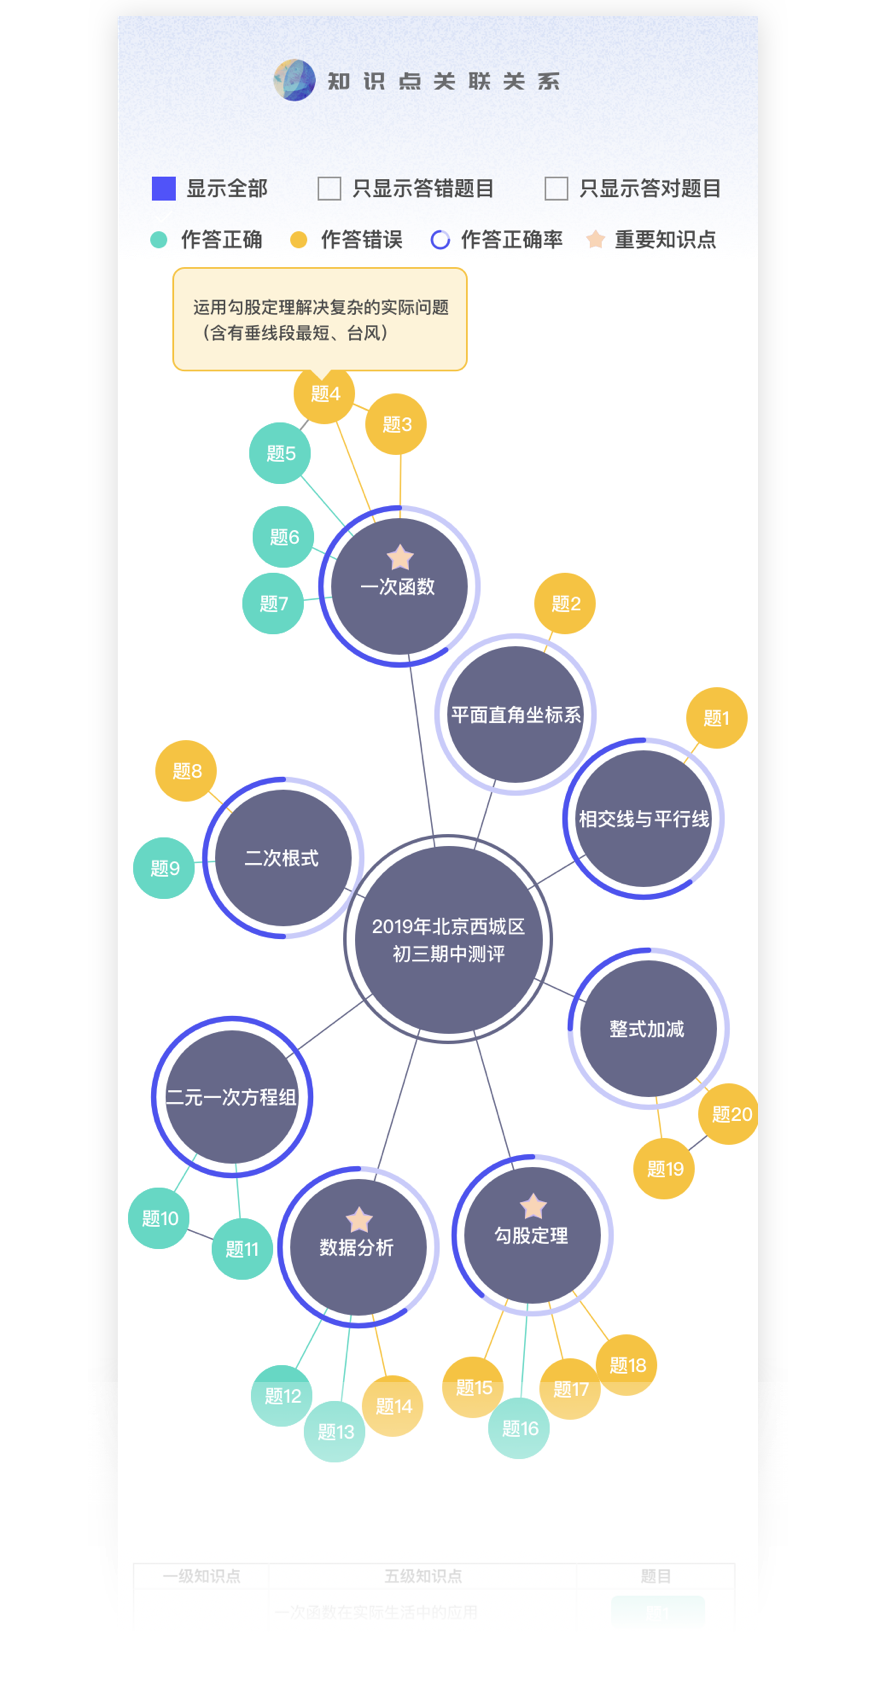 知识点关联关系
显示全部
只显示答错题目
只显示答对题目
作答正确
作答错误
作答正确率
重要知识点
运用勾股定理解决复杂的实际问题
（含有垂线段最短、台风）
题4
题3
题5
题6
题7
一次函数
题2
平面直角坐标系
题1
相交线与平行线
题8
题9
二次根式
2019年北京西城区
初三期中测评
整式加减
题20
题19
二元一次方程组
题10
题11
数据分析
勾股定理
题12
题13
题14
题15
题16
题17
题18
一级知识点
五级知识点
题目
一次函数在实际生活中的应用